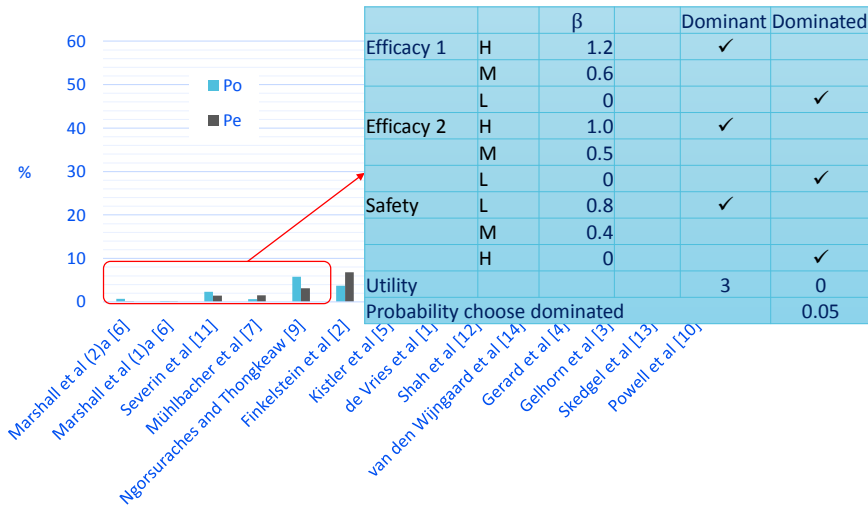 60
50
40
30
20
10
0
%
Po
Pe
Marshall et al (2)a [6]
Marshall et al (1)a [6]
Severin et al [11]
Mühlbacher et al [7]
Ngorsuraches and Thongkeaw [9]
Finkelstein et al [2]
Kistler et al [5]
de Vries et al [1]
Shah et al [12]
van den Wijngaard et al [14]
Gerard et al [4]
Gelhorn et al [3]
Skedgel et al [13]
Powell et al [10]
β Dominant Dominated
Efficacy 1 H 1.2 ✓
M 0.6
L 0 ✓
Efficacy 2 H 1.0 ✓
M 0.5
L 0 ✓
Safety L 0.8 ✓
M 0.4
H 0 ✓
Utility 3 0
Probability choose dominated 0.05